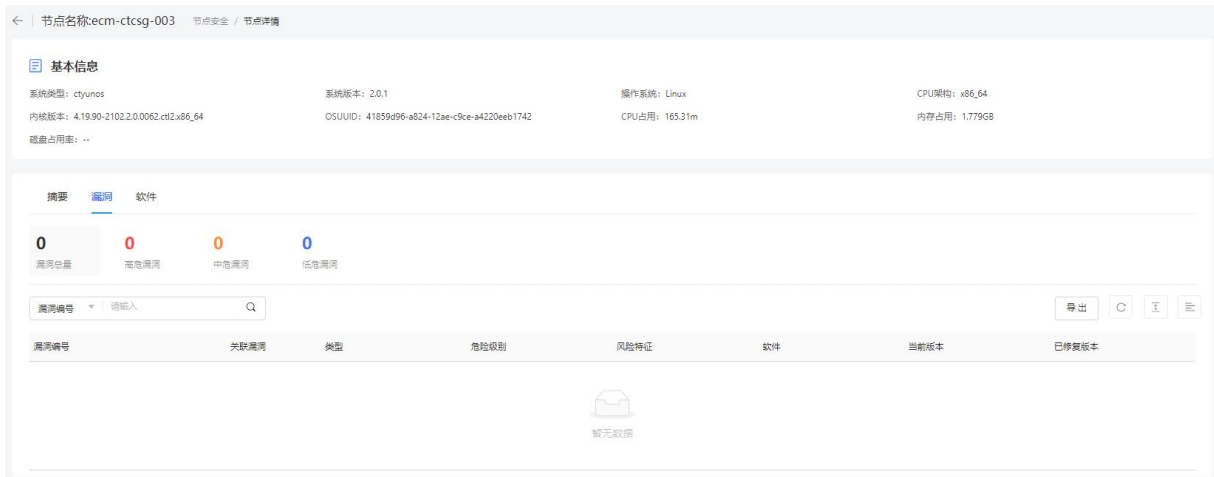 节点名称:ecm-ctcsg-003 节点安全 / 节点详情
基本信息
系统类型: ctyunos 系统版本: 2.0.1 操作系统: Linux CPU架构: x86_64
内核版本: 4.19.90-2102.2.0.0062.ctl2.x86_64 OSUUID: 41859d96-a824-12ae-c9ce-a4220eeb1742 CPU占用: 165.31m 内存占用: 1.779GB
磁盘占用率: --
摘要 漏洞 软件
0 0 0 0
漏洞总量 高危漏洞 中危漏洞 低危漏洞
漏洞编号 请输入 导出
漏洞编号 关联漏洞 类型 危险级别 风险特征 软件 当前版本 已修复版本
暂无数据